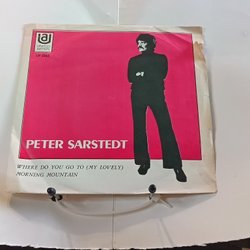 PETER SARSTEDT
WHERE DO YOU GO TO (MY LOVELY)
MORNING MOUNTAIN